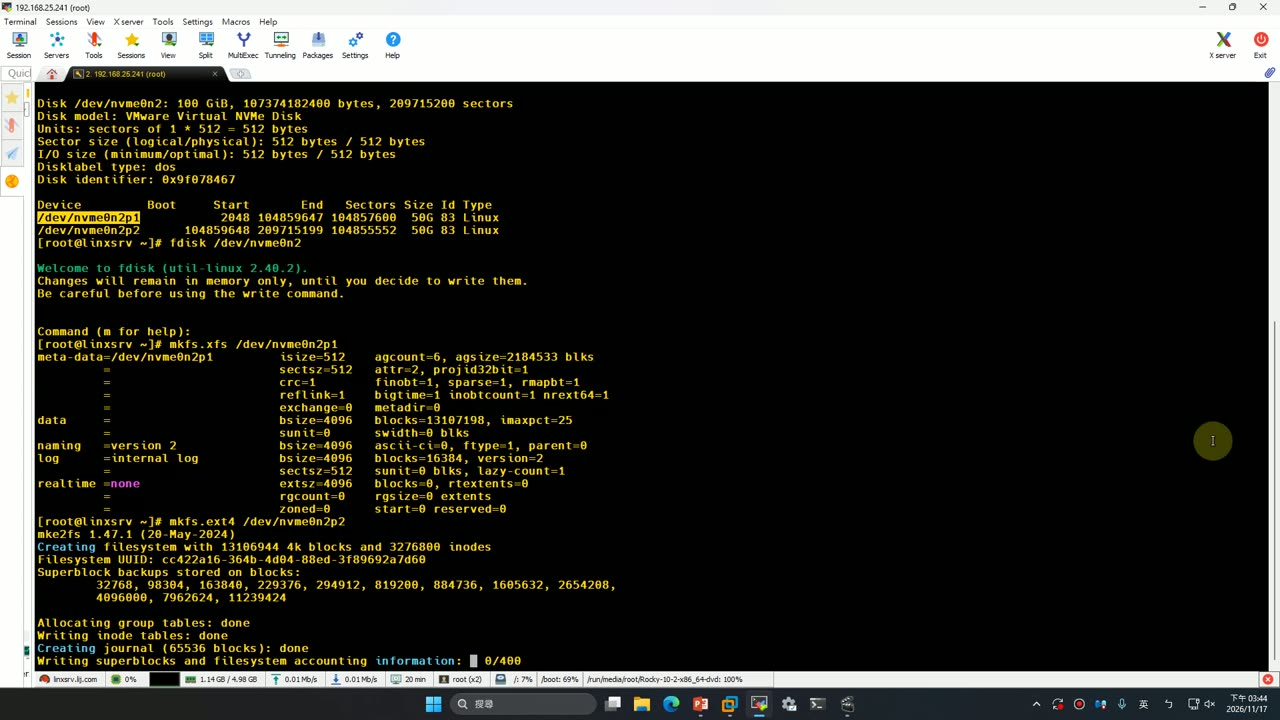 192.168.25.241 (root)
Terminal Sessions View X server Tools Settings Macros Help
Session Servers Tools Sessions View Split MultiExec Tunneling Packages Settings Help X server Exit
Quic 2. 192.168.25.241 (root)
Disk /dev/nvme0n2: 100 GiB, 107374182400 bytes, 209715200 sectors
Disk model: VMware Virtual NVMe Disk
Units: sectors of 1 * 512 = 512 bytes
Sector size (logical/physical): 512 bytes / 512 bytes
I/O size (minimum/optimal): 512 bytes / 512 bytes
Disklabel type: dos
Disk identifier: 0x9f078467
Device Boot Start End Sectors Size Id Type
/dev/nvme0n2p1 2048 104859647 104857600 50G 83 Linux
/dev/nvme0n2p2 104859648 209715199 104855552 50G 83 Linux
[root@linxsrv ~]# fdisk /dev/nvme0n2
Welcome to fdisk (util-linux 2.40.2).
Changes will remain in memory only, until you decide to write them.
Be careful before using the write command.
Command (m for help):
[root@linxsrv ~]# mkfs.xfs /dev/nvme0n2p1
meta-data=/dev/nvme0n2p1 isize=512 agcount=6, agsize=2184533 blks
= sectsz=512 attr=2, projid32bit=1
= crc=1 finobt=1, sparse=1, rmapbt=1
= reflink=1 bigtime=1 inobtcount=1 nrext64=1
= exchange=0 metadir=0
data = bsize=4096 blocks=13107198, imaxpct=25
= sunit=0 swidth=0 blks
naming =version 2 bsize=4096 ascii-ci=0, ftype=1, parent=0
log =internal log bsize=4096 blocks=16384, version=2
= sectsz=512 sunit=0 blks, lazy-count=1
realtime =none extsz=4096 blocks=0, rtextents=0
= rgcount=0 rgsize=0 extents
= zoned=0 start=0 reserved=0
[root@linxsrv ~]# mkfs.ext4 /dev/nvme0n2p2
mke2fs 1.47.1 (20-May-2024)
Creating filesystem with 13106944 4k blocks and 3276800 inodes
Filesystem UUID: cc422a16-364b-4d04-88ed-3f89692a7d60
Superblock backups stored on blocks:
32768, 98304, 163840, 229376, 294912, 819200, 884736, 1605632, 2654208,
4096000, 7962624, 11239424
Allocating group tables: done
Writing inode tables: done
Creating journal (65536 blocks): done
Writing superblocks and filesystem accounting information: 0/400
linxsrv.lij.com 0% 1.14 GB / 4.98 GB 0.01 Mb/s 0.01 Mb/s 20 min root (x2) /: 7% /boot: 69% /run/media/root/Rocky-10-2-x86_64-dvd: 100%
搜尋
英
下午 03:44
2026/11/17